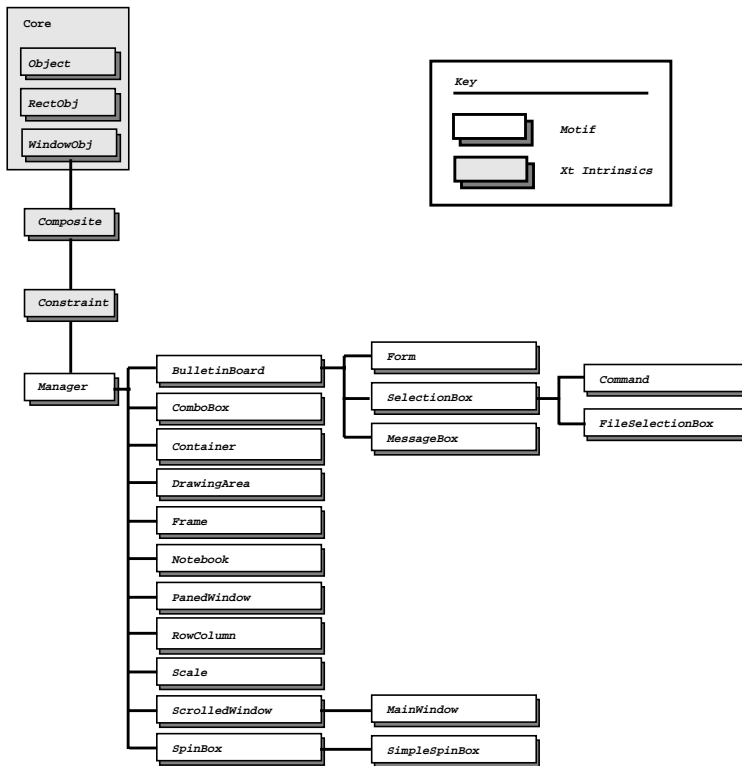 Core
Object
RectObj
WindowObj
Composite
Constraint
Manager
Key
Motif
Xt Intrinsics
BulletinBoard
ComboBox
Container
DrawingArea
Frame
Notebook
PanedWindow
RowColumn
Scale
ScrolledWindow
SpinBox
Form
SelectionBox
MessageBox
MainWindow
SimpleSpinBox
Command
FileSelectionBox